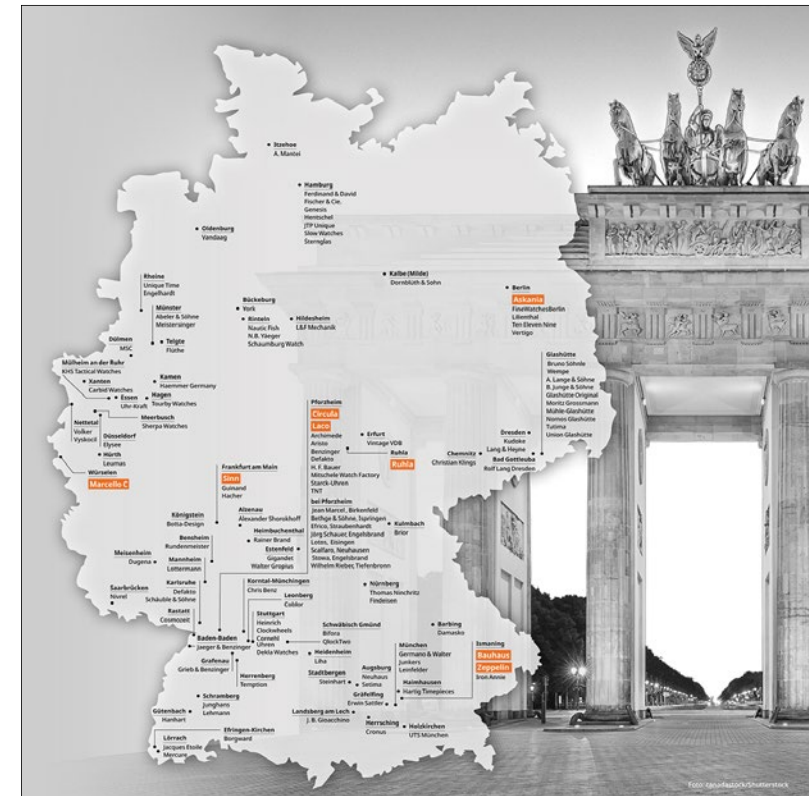 Itzehoe
A. Mantei
Hamburg
Ferdinand & David
Fischer & Cie.
Genesis
Hentschel
JTP Unique
Slow Watches
Sternglas
Oldenburg
Vandaag
Kalbe (Milde)
Dornblüth & Sohn
Rheine
Unique Time
Engelhardt
Münster
Abeler & Söhne
Meistersinger
Telgte
Flothe
Dülmen
MSC
Bückeburg
York
Rinteln
Nautic Fish
N.B. Yäeger
Schaumburg Watch
Hildesheim
L&F Mechanik
Berlin
Askania
FineWatchesBerlin
Lilienthal
Ten Eleven Nine
Vertigo
Mülheim an der Ruhr
KHS Tactical Watches
Xanten
Carbid Watches
Kamen
Haemmer Germany
Essen
Uhr-Kraft
Hagen
Tourby Watches
Meerbusch
Sherpa Watches
Nettetal
Volker
Vyskocil
Düsseldorf
Elysee
Hürth
Leumas
Würselen
Marcello C
Glashütte
Bruno Söhnle
Wempe
A. Lange & Söhne
B. Junge & Söhne
Glashütte Original
Moritz Grossmann
Mühle-Glashütte
Nomos Glashütte
Tutima
Union Glashütte
Dresden
Kudoke
Lang & Heyne
Bad Gottleuba
Rolf Lang Dresden
Chemnitz
Christian Klings
Erfurt
Vintage VDB
Ruhla
Ruhla
Pforzheim
Circula
Laco
Archimede
Aristo
Benzinger
Defakto
H. F. Bauer
Mitschele Watch Factory
Starck-Uhren
TNT
bei Pforzheim
Jean Marcel, Birkenfeld
Bethge & Söhne, Ispringen
Efrico, Straubenhardt
Jörg Schauer, Engelsbrand
Lotos, Eisingen
Scalfaro, Neuhausen
Stowa, Engelsbrand
Wilhelm Rieber, Tiefenbronn
Frankfurt am Main
Sinn
Guinand
Hacher
Alzenau
Alexander Shorokhoff
Königstein
Botta-Design
Heimbuchenthal
Rainer Brand
Estenfeld
Gigandet
Walter Gropius
Kulmbach
Brior
Bensheim
Rundenmeister
Meisenheim
Dugena
Mannheim
Lottermann
Saarbrücken
Nivrel
Karlsruhe
Defakto
Schäuble & Söhne
Rastatt
Cosmozeit
Korntal-Münchingen
Chris Benz
Leonberg
Exblor
Nürnberg
Thomas Ninchritz
Findeisen
Stuttgart
Heinrich
Clockwheels
Cornehl
Uhren
Dekla Watches
Baden-Baden
Jaeger & Benzinger
Grafenau
Grieb & Benzinger
Herrenberg
Temption
Schwäbisch Gmünd
Bifora
QlockTwo
Heidenheim
Liha
Barbing
Damasko
München
Germano & Walter
Junkers
Leinfelder
Ismaning
Bauhaus
Zeppelin
Iron Annie
Stadtbergen
Steinhart
Augsburg
Neuhaus
Setima
Haimhausen
Hartig Timepieces
Gräfelfing
Erwin Sattler
Schramberg
Junghans
Lehmann
Gütenbach
Hanhart
Landsberg am Lech
J. B. Gioacchino
Herrsching
Cronus
Holzkirchen
UTS München
Efringen-Kirchen
Borgward
Lörrach
Jacques Etoile
Mercure